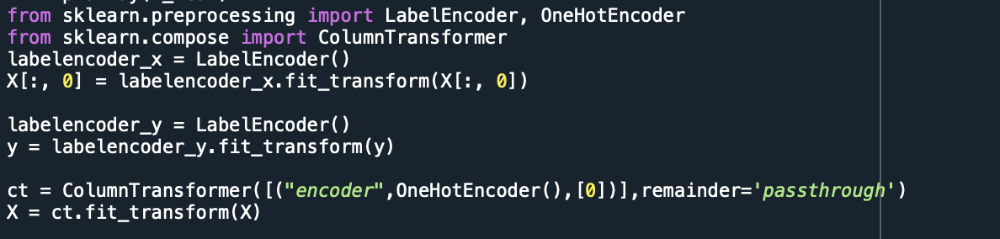 from sklearn.preprocessing import LabelEncoder, OneHotEncoder
from sklearn.compose import ColumnTransformer
labelencoder_x = LabelEncoder()
X[:, 0] = labelencoder_x.fit_transform(X[:, 0])
labelencoder_y = LabelEncoder()
y = labelencoder_y.fit_transform(y)
ct = ColumnTransformer([("encoder",OneHotEncoder(),[0])],remainder='passthrough')
X = ct.fit_transform(X)